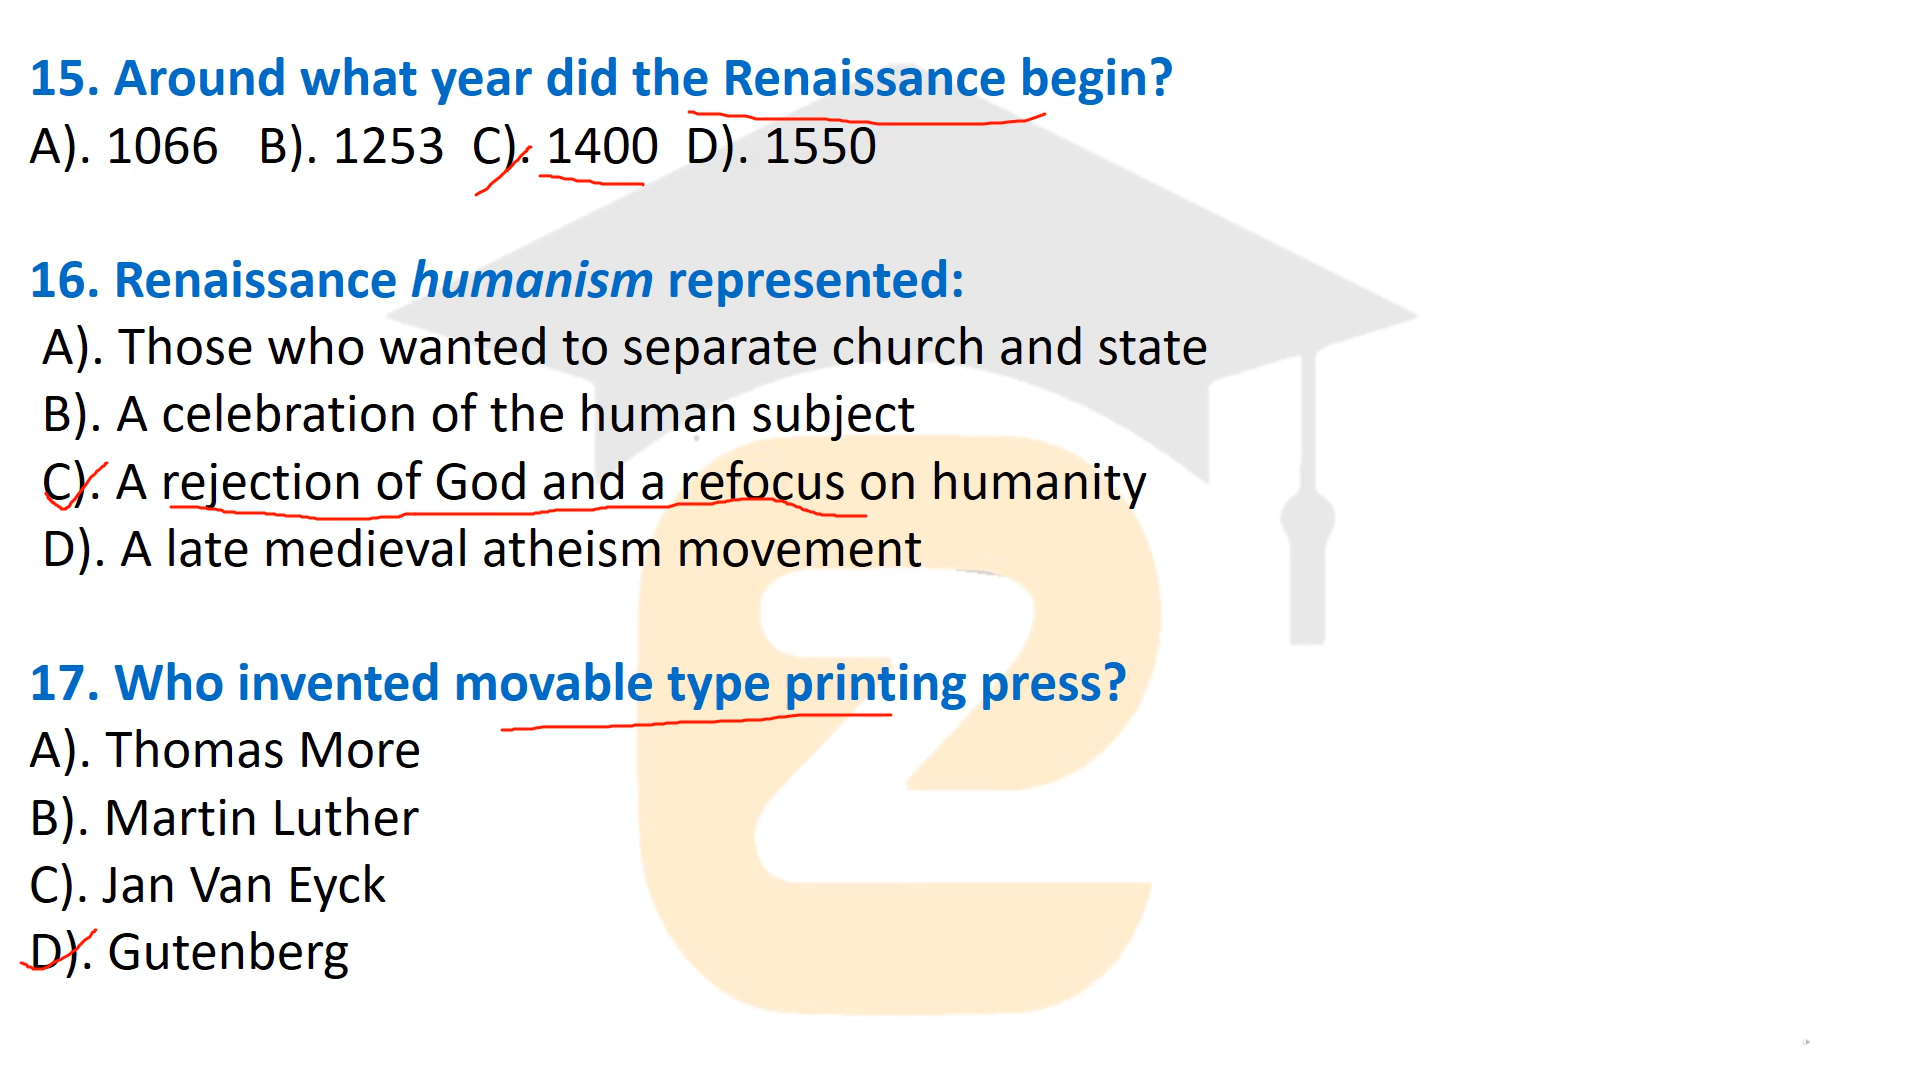 15. Around what year did the Renaissance begin?
A). 1066 B). 1253 C). 1400 D). 1550
16. Renaissance humanism represented:
A). Those who wanted to separate church and state
B). A celebration of the human subject
C). A rejection of God and a refocus on humanity
D). A late medieval atheism movement
17. Who invented movable type printing press?
A). Thomas More
B). Martin Luther
C). Jan Van Eyck
D). Gutenberg